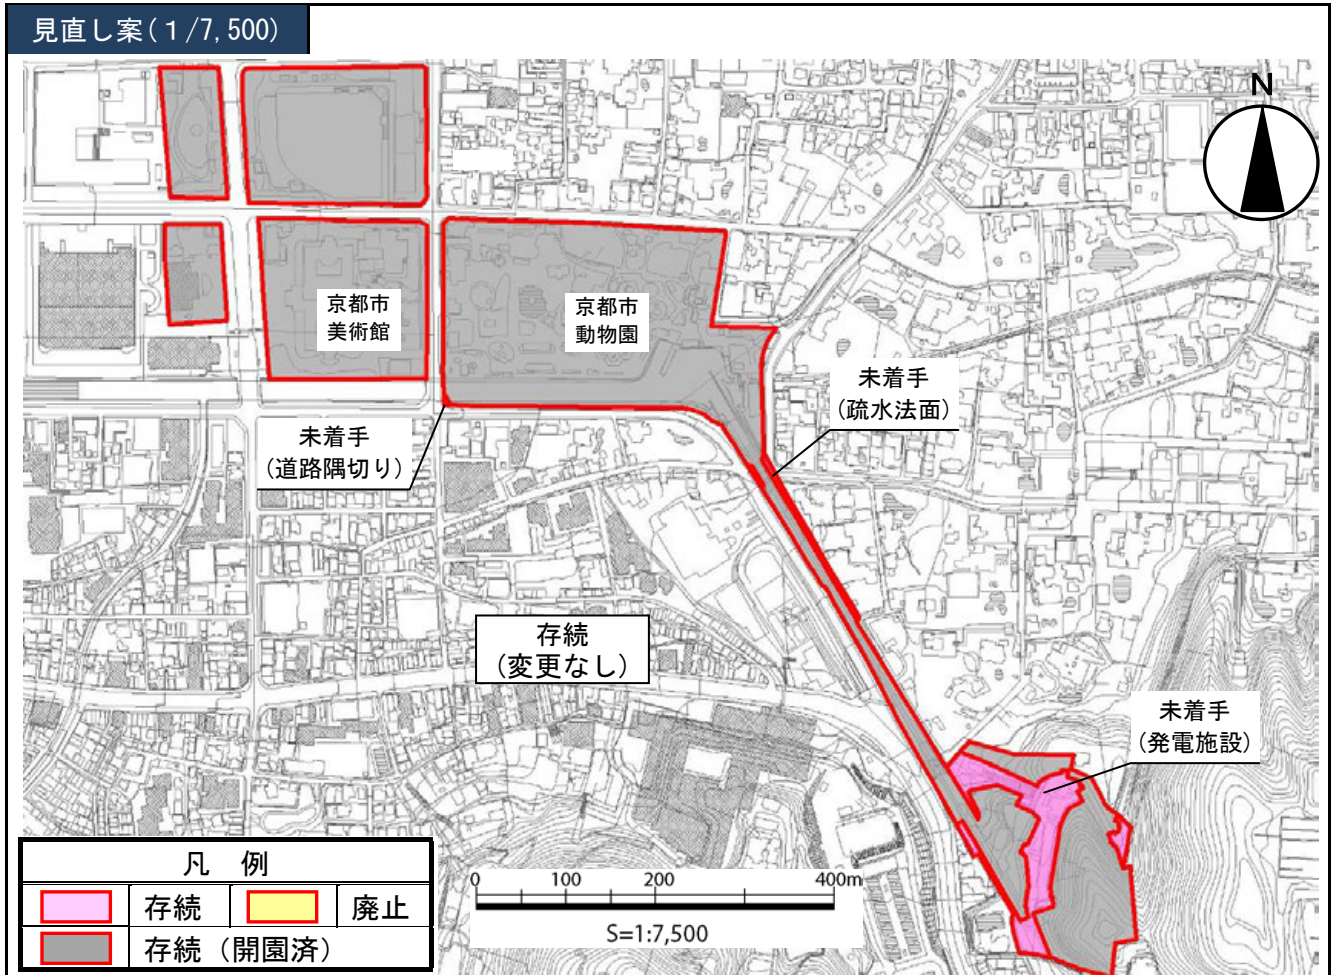 見直し案(１/7,500)
N
京都市
美術館
京都市
動物園
未着手
(疏水法面)
未着手
(道路隅切り)
存続
(変更なし)
未着手
(発電施設)
凡 例
存続
廃止
存続（開園済）
0 100 200 400m
S=1:7,500